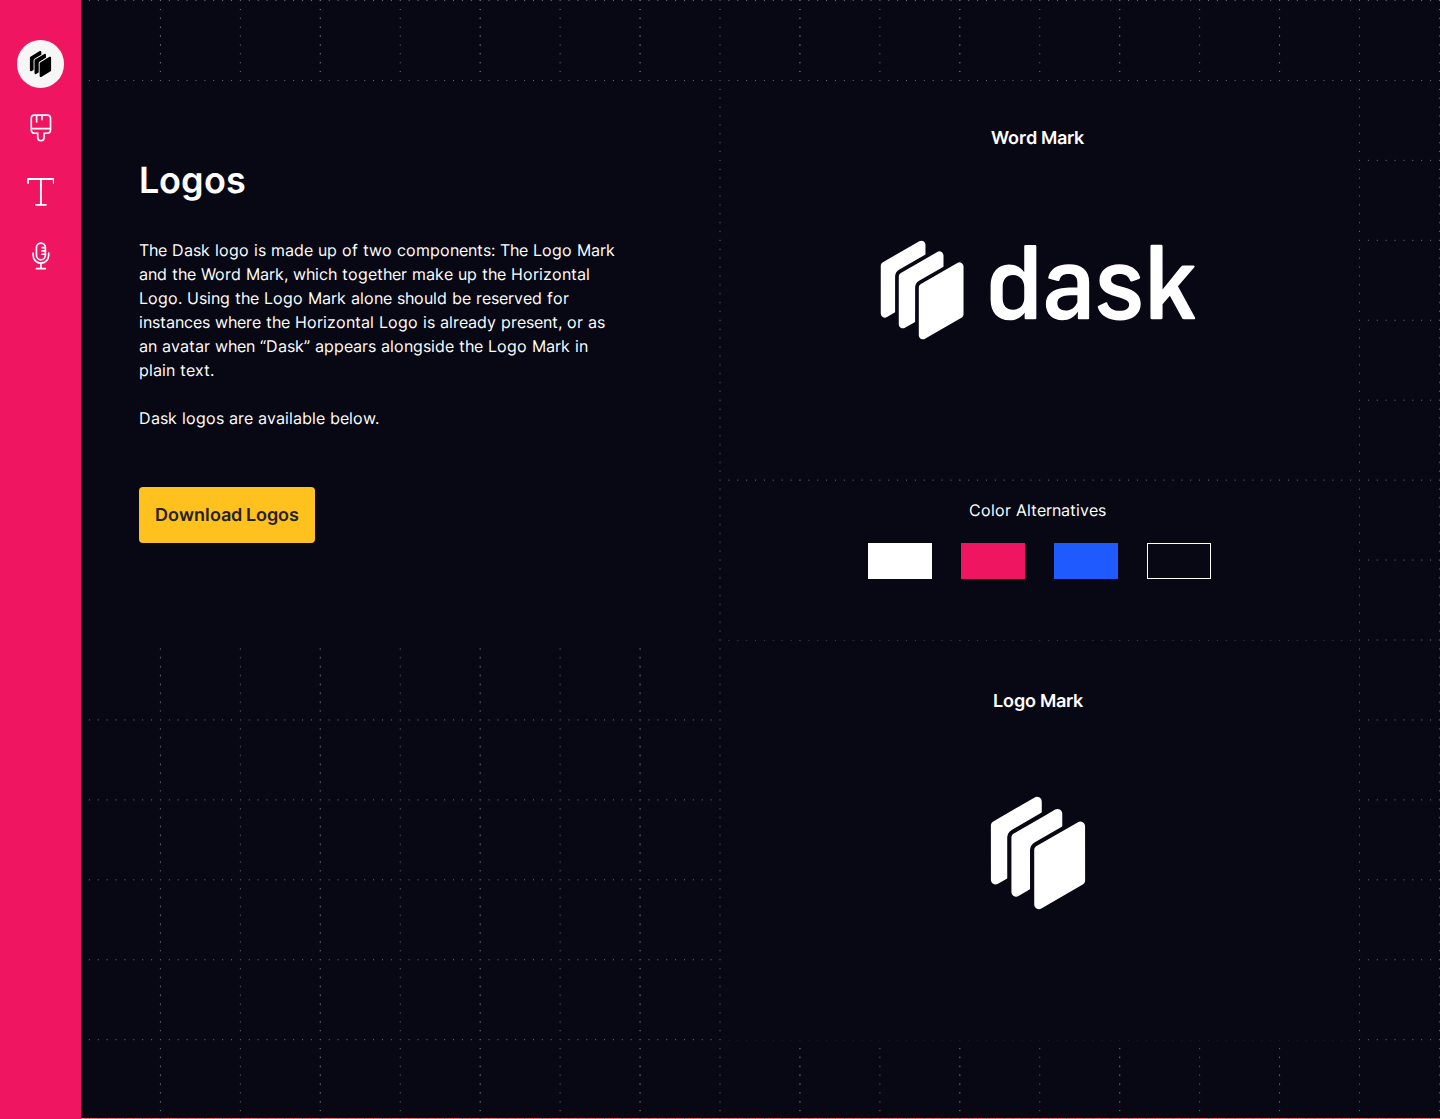 Logos
The Dask logo is made up of two components: The Logo Mark
and the Word Mark, which together make up the Horizontal
Logo. Using the Logo Mark alone should be reserved for
instances where the Horizontal Logo is already present, or as
an avatar when “Dask” appears alongside the Logo Mark in
plain text.
Dask logos are available below.
Download Logos
Word Mark
dask
Color Alternatives
Logo Mark